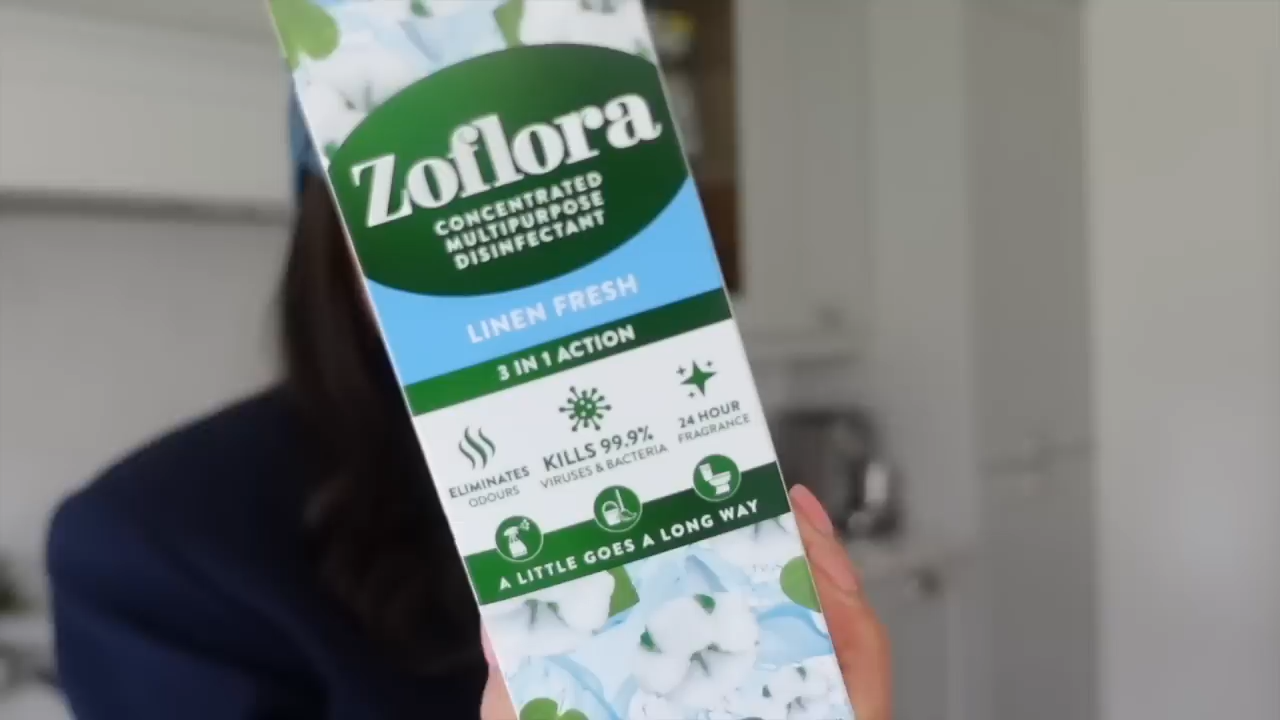 Zoflora
CONCENTRATED
MULTIPURPOSE
DISINFECTANT
LINEN FRESH
3 IN 1 ACTION
ELIMINATES
ODOURS
KILLS 99.9%
VIRUSES & BACTERIA
24 HOUR
FRAGRANCE
A LITTLE GOES A LONG WAY